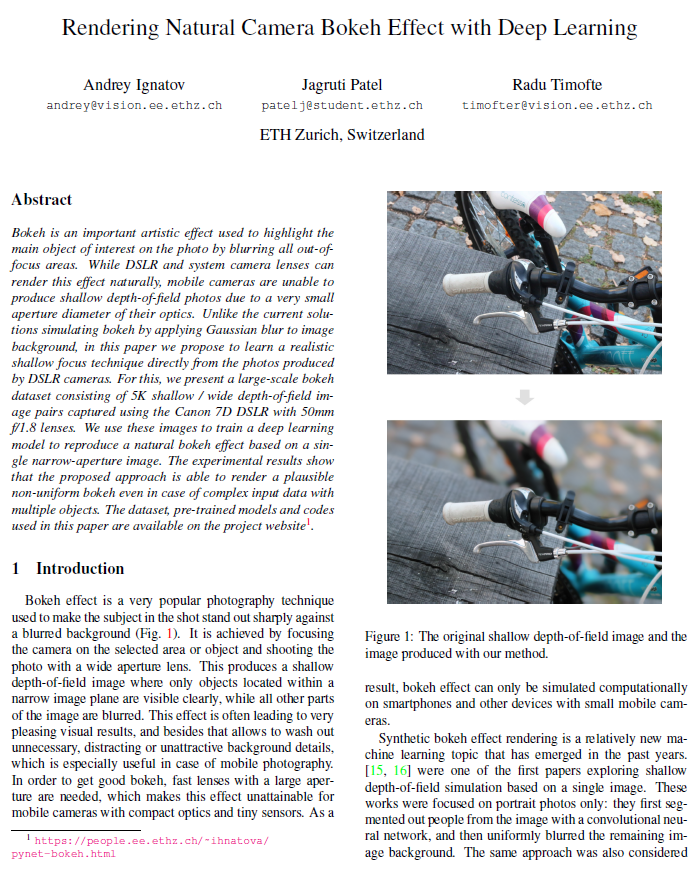 Rendering Natural Camera Bokeh Effect with Deep Learning
Andrey Ignatov
andrey@vision.ee.ethz.ch
Jagruti Patel
patelj@student.ethz.ch
Radu Timofte
timofter@vision.ee.ethz.ch
ETH Zurich, Switzerland
Abstract
Bokeh is an important artistic effect used to highlight the
main object of interest on the photo by blurring all out-of-
focus areas. While DSLR and system camera lenses can
render this effect naturally, mobile cameras are unable to
produce shallow depth-of-field photos due to a very small
aperture diameter of their optics. Unlike the current solu-
tions simulating bokeh by applying Gaussian blur to image
background, in this paper we propose to learn a realistic
shallow focus technique directly from the photos produced
by DSLR cameras. For this, we present a large-scale bokeh
dataset consisting of 5K shallow / wide depth-of-field im-
age pairs captured using the Canon 7D DSLR with 50mm
f/1.8 lenses. We use these images to train a deep learning
model to reproduce a natural bokeh effect based on a sin-
gle narrow-aperture image. The experimental results show
that the proposed approach is able to render a plausible
non-uniform bokeh even in case of complex input data with
multiple objects. The dataset, pre-trained models and codes
used in this paper are available on the project website1.
1 Introduction
Bokeh effect is a very popular photography technique
used to make the subject in the shot stand out sharply against
a blurred background (Fig. 1). It is achieved by focusing
the camera on the selected area or object and shooting the
photo with a wide aperture lens. This produces a shallow
depth-of-field image where only objects located within a
narrow image plane are visible clearly, while all other parts
of the image are blurred. This effect is often leading to very
pleasing visual results, and besides that allows to wash out
unnecessary, distracting or unattractive background details,
which is especially useful in case of mobile photography.
In order to get good bokeh, fast lenses with a large aper-
ture are needed, which makes this effect unattainable for
mobile cameras with compact optics and tiny sensors. As a
1 https://people.ee.ethz.ch/~ihnatova/
pynet-bokeh.html
Figure 1: The original shallow depth-of-field image and the
image produced with our method.
result, bokeh effect can only be simulated computationally
on smartphones and other devices with small mobile cam-
eras.
Synthetic bokeh effect rendering is a relatively new ma-
chine learning topic that has emerged in the past years.
[15, 16] were one of the first papers exploring shallow
depth-of-field simulation based on a single image. These
works were focused on portrait photos only: they first seg-
mented out people from the image with a convolutional neu-
ral network, and then uniformly blurred the remaining im-
age background. The same approach was also considered